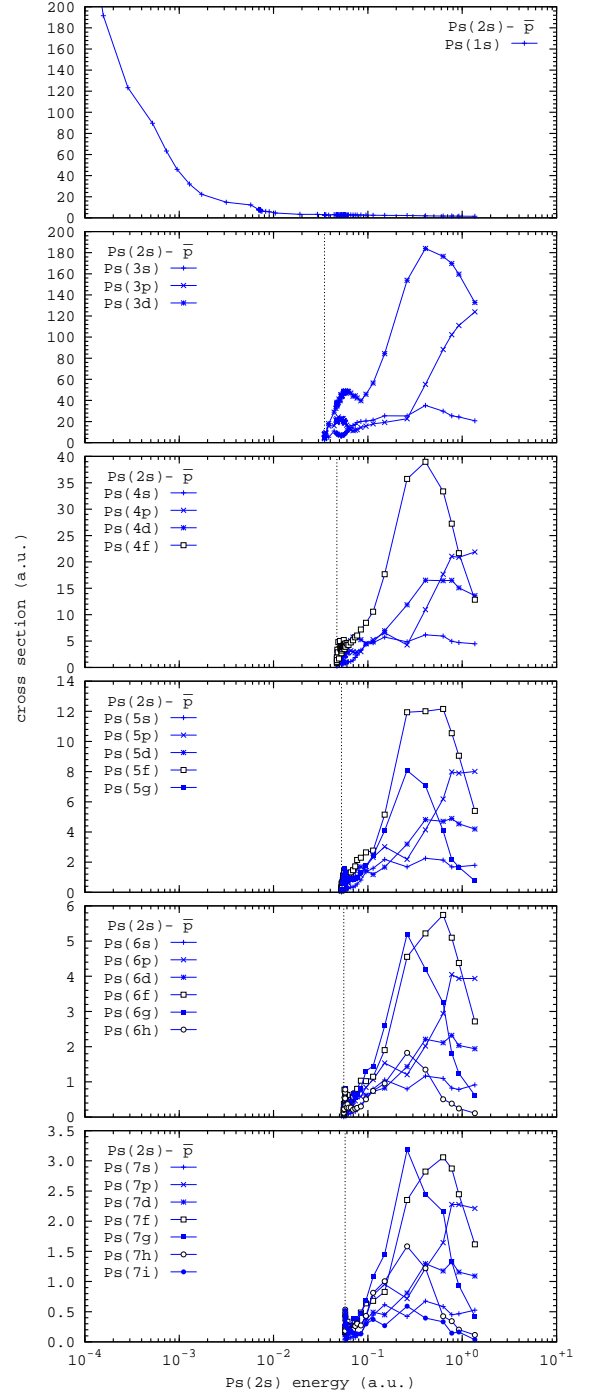 200
180
160
140
120
100
80
60
40
20
0
Ps(2s)- p̅
Ps(1s)
200
180
160
140
120
100
80
60
40
20
0
Ps(2s)- p̅
Ps(3s)
Ps(3p)
Ps(3d)
40
35
30
25
20
15
10
5
0
Ps(2s)- p̅
Ps(4s)
Ps(4p)
Ps(4d)
Ps(4f)
cross section (a.u.)
14
12
10
8
6
4
2
0
Ps(2s)- p̅
Ps(5s)
Ps(5p)
Ps(5d)
Ps(5f)
Ps(5g)
6
5
4
3
2
1
0
Ps(2s)- p̅
Ps(6s)
Ps(6p)
Ps(6d)
Ps(6f)
Ps(6g)
Ps(6h)
3.5
3.0
2.5
2.0
1.5
1.0
0.5
0.0
Ps(2s)- p̅
Ps(7s)
Ps(7p)
Ps(7d)
Ps(7f)
Ps(7g)
Ps(7h)
Ps(7i)
10⁻⁴ 10⁻³ 10⁻² 10⁻¹ 10⁺⁰ 10⁺¹
Ps(2s) energy (a.u.)